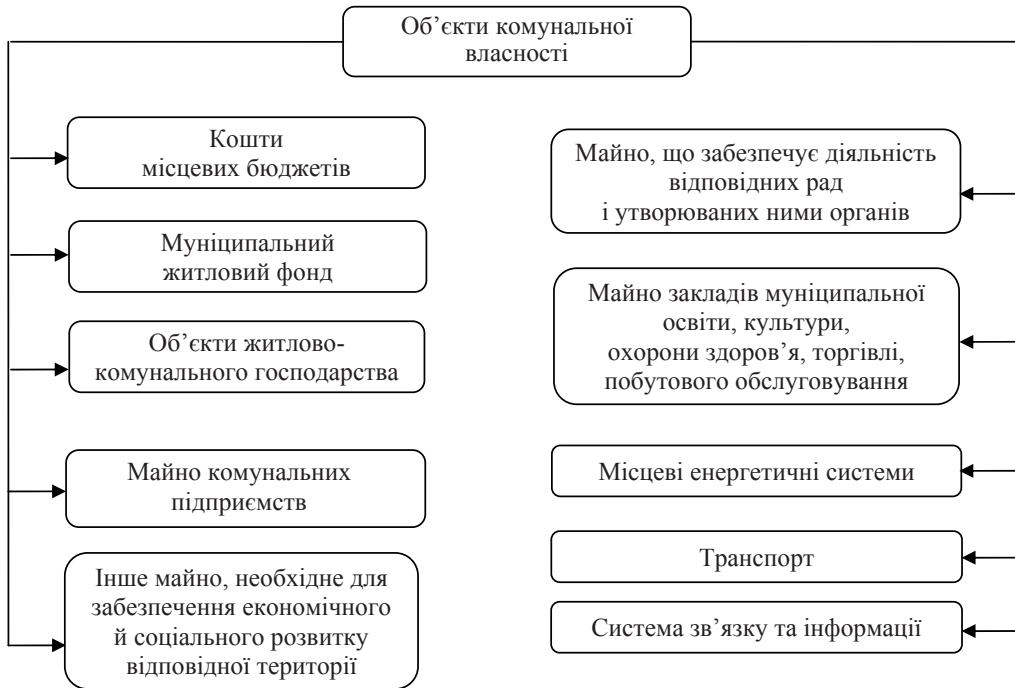 Об’єкти комунальної
власності
Кошти
місцевих бюджетів
Муніципальний
житловий фонд
Об’єкти житлово-
комунального господарства
Майно комунальних
підприємств
Інше майно, необхідне для
забезпечення економічного
й соціального розвитку
відповідної території
Майно, що забезпечує діяльність
відповідних рад
і утворюваних ними органів
Майно закладів муніципальної
освіти, культури,
охорони здоров’я, торгівлі,
побутового обслуговування
Місцеві енергетичні системи
Транспорт
Система зв’язку та інформації